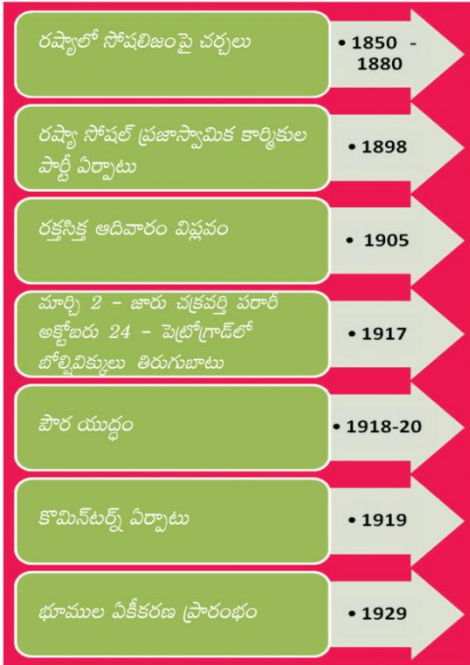 రష్యాలో సోషలిజంపై చర్చలు
• 1850 -
1880
రష్యా సోషల్ ప్రజాస్వామిక కార్మికుల
పార్టీ ఏర్పాటు
• 1898
రక్తసిక్త ఆదివారం విప్లవం
• 1905
మార్చి 2 - జారు చక్రవర్తి పరారీ
అక్టోబరు 24 - పెట్రోగ్రాడ్‌లో
బోల్షివిక్కులు తిరుగుబాటు
• 1917
పౌర యుద్ధం
• 1918-20
కొమిన్‌టర్న్ ఏర్పాటు
• 1919
భూముల ఏకీకరణ ప్రారంభం
• 1929